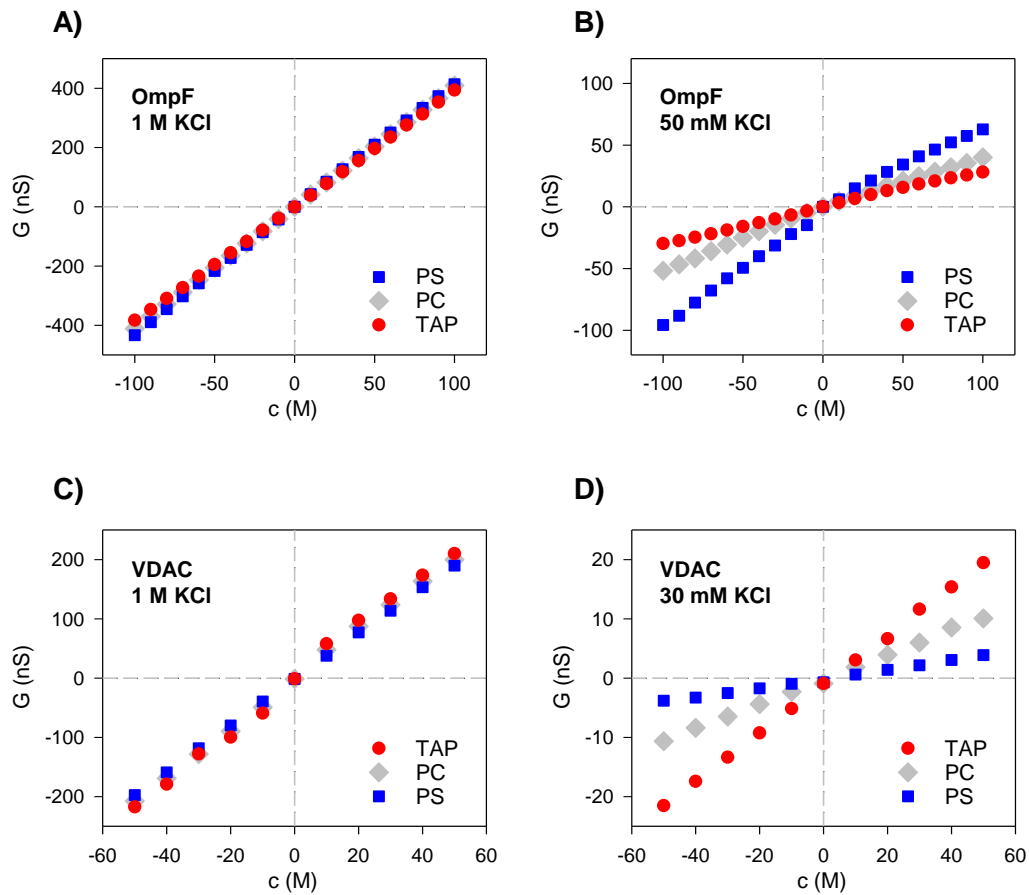 A)
OmpF
1 M KCl
400
200
0
-200
-400
G (nS)
PS
PC
TAP
-100
-50
0
50
100
c (M)
B)
OmpF
50 mM KCl
100
50
0
-50
-100
G (nS)
PS
PC
TAP
-100
-50
0
50
100
c (M)
C)
VDAC
1 M KCl
200
100
0
-100
-200
G (nS)
TAP
PC
PS
-60
-40
-20
0
20
40
60
c (M)
D)
VDAC
30 mM KCl
20
10
0
-10
-20
G (nS)
TAP
PC
PS
-60
-40
-20
0
20
40
60
c (M)